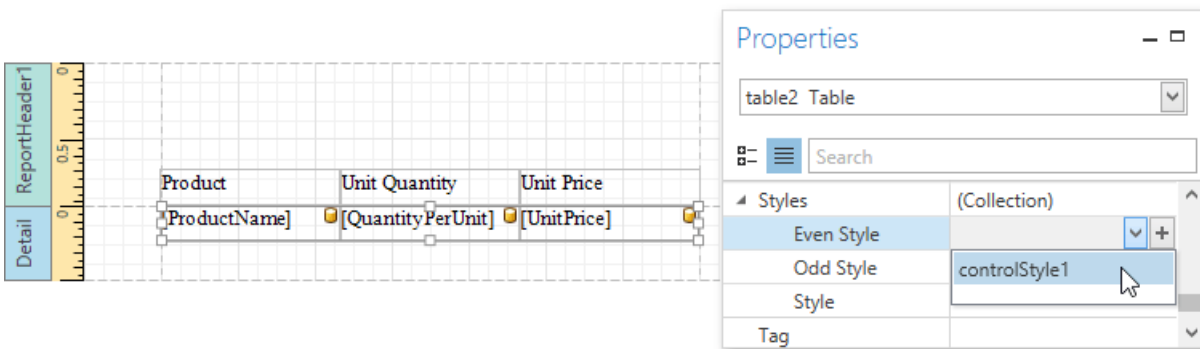 Properties
table2 Table
Search
Styles (Collection)
Even Style
Odd Style
controlStyle1
Style
Tag
ReportHeader1
0
0.5
Product Unit Quantity Unit Price
Detail
0
[ProductName] [QuantityPerUnit] [UnitPrice]